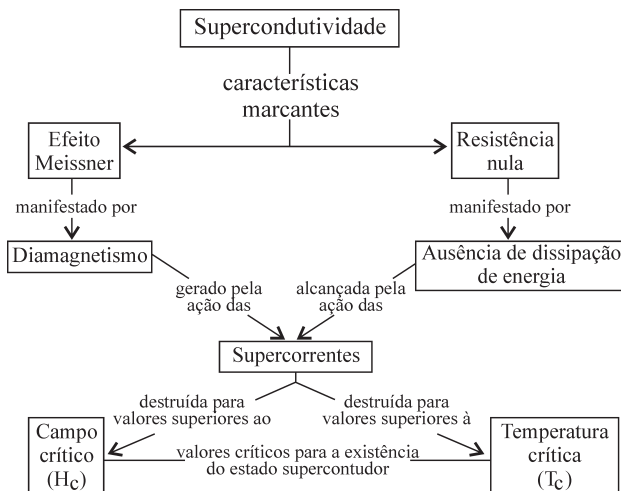 Supercondutividade
características
marcantes
Efeito
Meissner
Resistência
nula
manifestado por
manifestado por
Diamagnetismo
Ausência de dissipação
de energia
gerado pela
ação das
alcançada pela
ação das
Supercorrentes
destruída para
valores superiores ao
destruída para
valores superiores à
Campo
crítico
(Hc)
valores críticos para a existência
do estado supercontudor
Temperatura
crítica
(Tc)